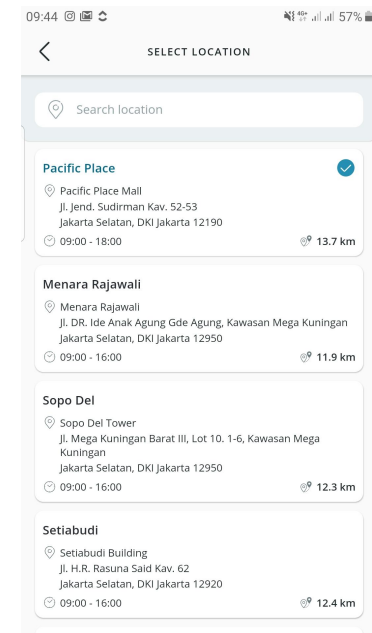 09:44 4G+ 57%
SELECT LOCATION
Search location
Pacific Place
Pacific Place Mall
Jl. Jend. Sudirman Kav. 52-53
Jakarta Selatan, DKI Jakarta 12190
09:00 - 18:00 13.7 km
Menara Rajawali
Menara Rajawali
Jl. DR. Ide Anak Agung Gde Agung, Kawasan Mega Kuningan
Jakarta Selatan, DKI Jakarta 12950
09:00 - 16:00 11.9 km
Sopo Del
Sopo Del Tower
Jl. Mega Kuningan Barat III, Lot 10. 1-6, Kawasan Mega
Kuningan
Jakarta Selatan, DKI Jakarta 12950
09:00 - 16:00 12.3 km
Setiabudi
Setiabudi Building
Jl. H.R. Rasuna Said Kav. 62
Jakarta Selatan, DKI Jakarta 12920
09:00 - 16:00 12.4 km